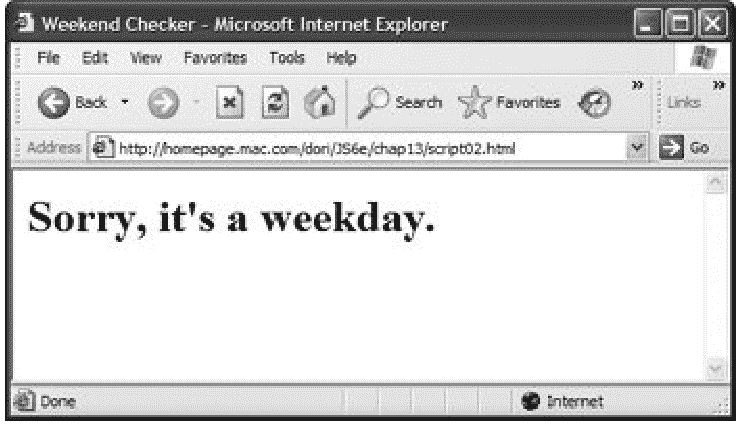 Weekend Checker - Microsoft Internet Explorer
File Edit View Favorites Tools Help
Back Search Favorites » Links »
Address http://homepage.mac.com/dori/JS6e/chap13/script02.html Go
Sorry, it's a weekday.
Done Internet